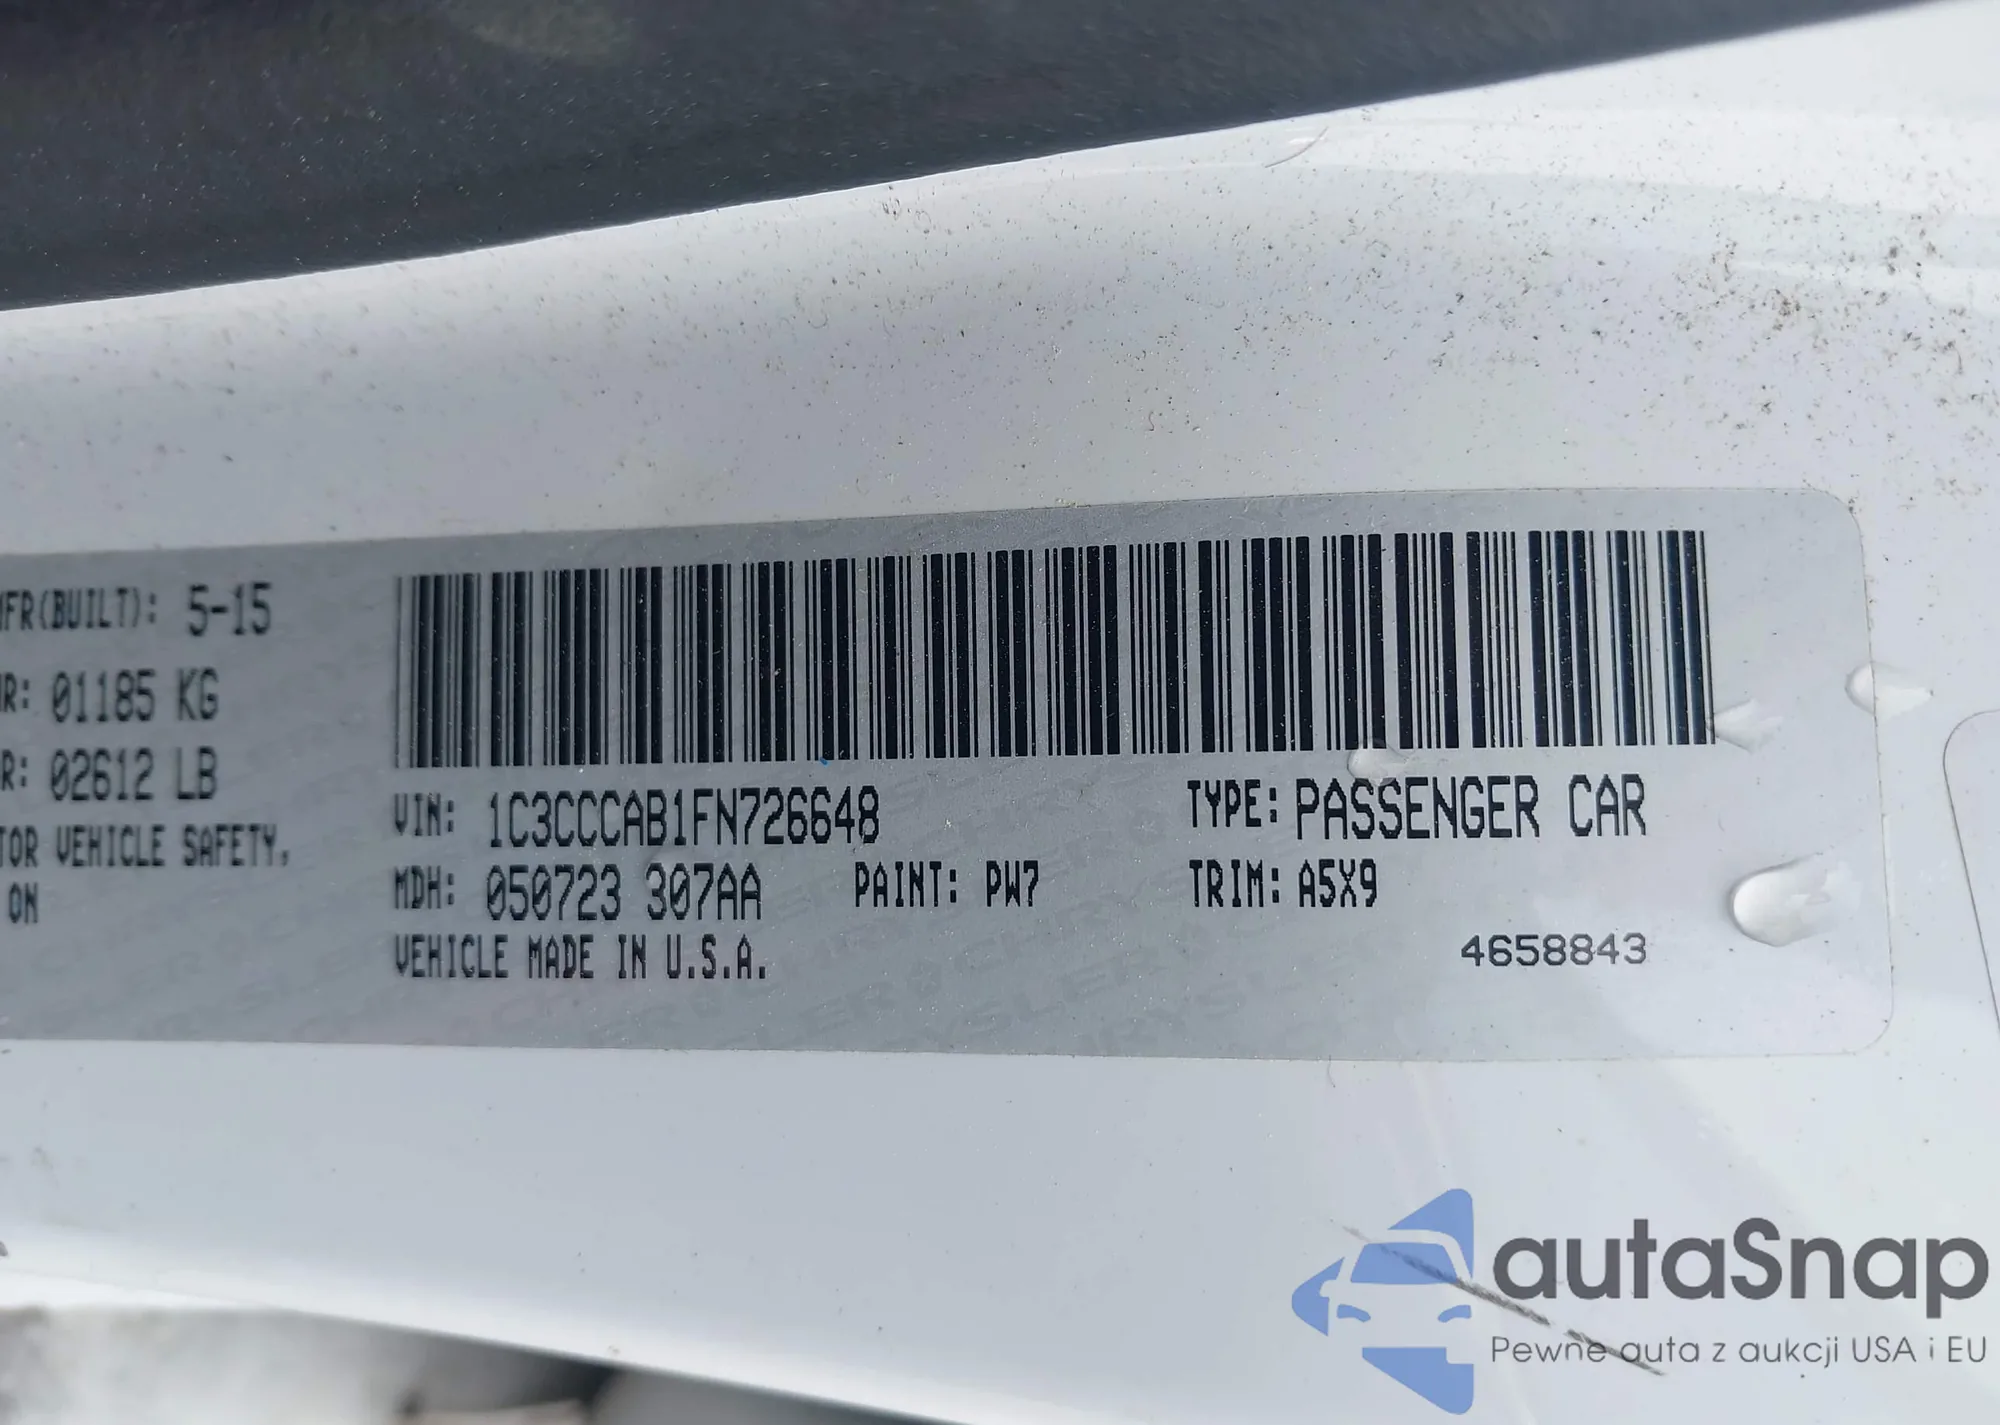 MFR(BUILT): 5-15
R: 01185 KG
R: 02612 LB
TOR VEHICLE SAFETY,
ON
VIN: 1C3CCCAB1FN726648
TYPE: PASSENGER CAR
MDH: 050723 307AA
PAINT: PW7
TRIM: A5X9
VEHICLE MADE IN U.S.A.
4658843
autaSnap
Pewne auta z aukcji USA i EU